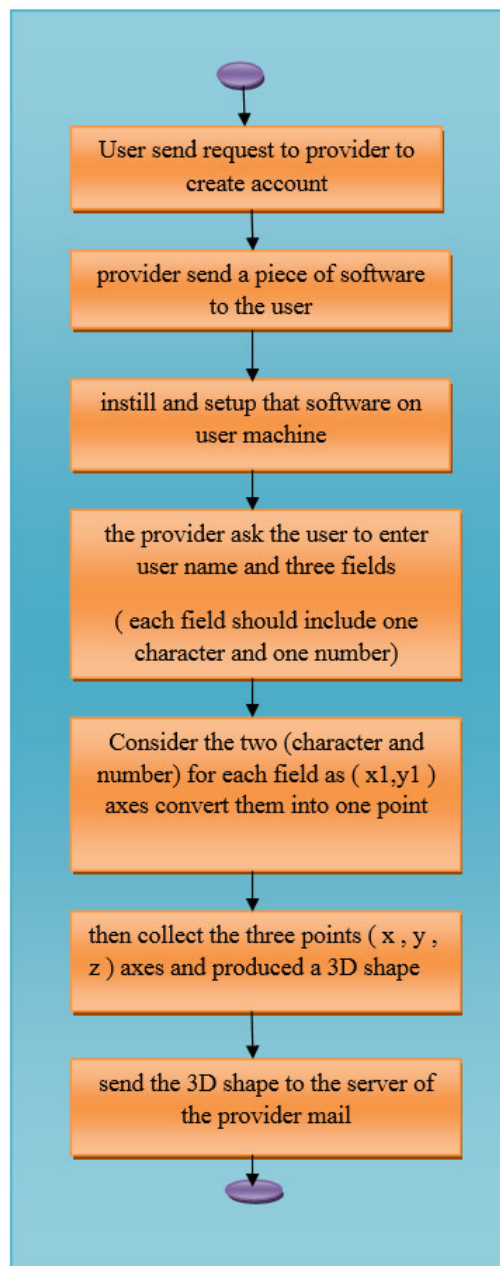 User send request to provider to
create account
provider send a piece of software
to the user
instill and setup that software on
user machine
the provider ask the user to enter
user name and three fields
( each field should include one
character and one number)
Consider the two (character and
number) for each field as ( x1,y1 )
axes convert them into one point
then collect the three points ( x , y ,
z ) axes and produced a 3D shape
send the 3D shape to the server of
the provider mail